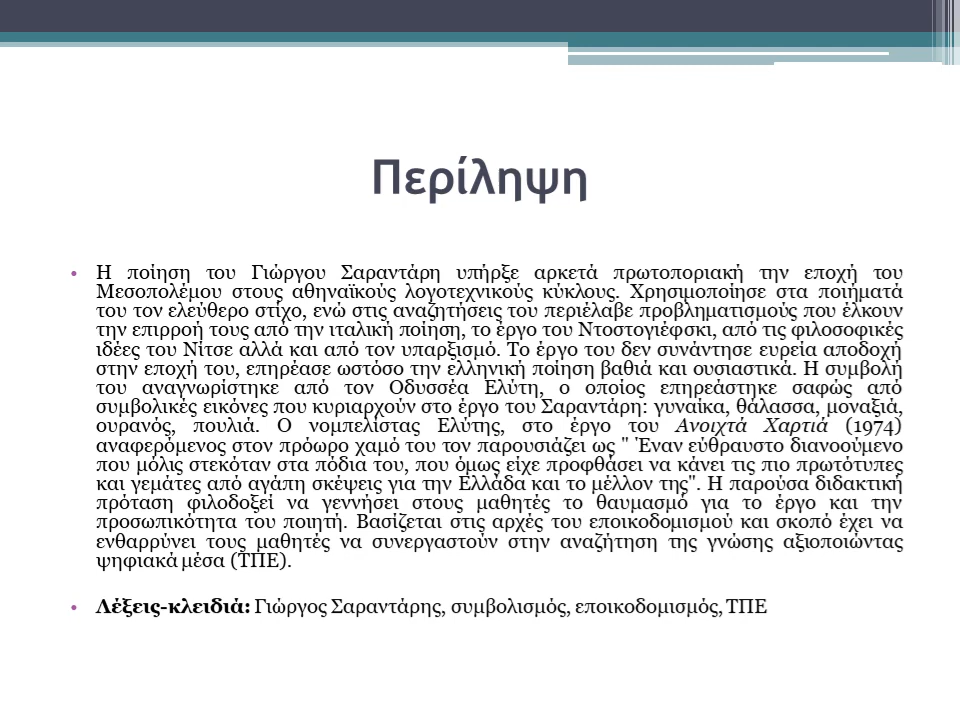 Περίληψη
• Η ποίηση του Γιώργου Σαραντάρη υπήρξε αρκετά πρωτοποριακή την εποχή του
Μεσοπολέμου στους αθηναϊκούς λογοτεχνικούς κύκλους. Χρησιμοποίησε στα ποιήματά
του τον ελεύθερο στίχο, ενώ στις αναζητήσεις του περιέλαβε προβληματισμούς που έλκουν
την επιρροή τους από την ιταλική ποίηση, το έργο του Ντοστογιέφσκι, από τις φιλοσοφικές
ιδέες του Νίτσε αλλά και από τον υπαρξισμό. Το έργο του δεν συνάντησε ευρεία αποδοχή
στην εποχή του, επηρέασε ωστόσο την ελληνική ποίηση βαθιά και ουσιαστικά. Η συμβολή
του αναγνωρίστηκε από τον Οδυσσέα Ελύτη, ο οποίος επηρεάστηκε σαφώς από
συμβολικές εικόνες που κυριαρχούν στο έργο του Σαραντάρη: γυναίκα, θάλασσα, μοναξιά,
ουρανός, πουλιά. Ο νομπελίστας Ελύτης, στο έργο του Ανοιχτά Χαρτιά (1974)
αναφερόμενος στον πρόωρο χαμό του τον παρουσιάζει ως " Έναν εύθραυστο διανοούμενο
που μόλις στεκόταν στα πόδια του, που όμως είχε προφθάσει να κάνει τις πιο πρωτότυπες
και γεμάτες από αγάπη σκέψεις για την Ελλάδα και το μέλλον της". Η παρούσα διδακτική
πρόταση φιλοδοξεί να γεννήσει στους μαθητές το θαυμασμό για το έργο και την
προσωπικότητα του ποιητή. Βασίζεται στις αρχές του εποικοδομισμού και σκοπό έχει να
ενθαρρύνει τους μαθητές να συνεργαστούν στην αναζήτηση της γνώσης αξιοποιώντας
ψηφιακά μέσα (ΤΠΕ).
• Λέξεις-κλειδιά: Γιώργος Σαραντάρης, συμβολισμός, εποικοδομισμός, ΤΠΕ